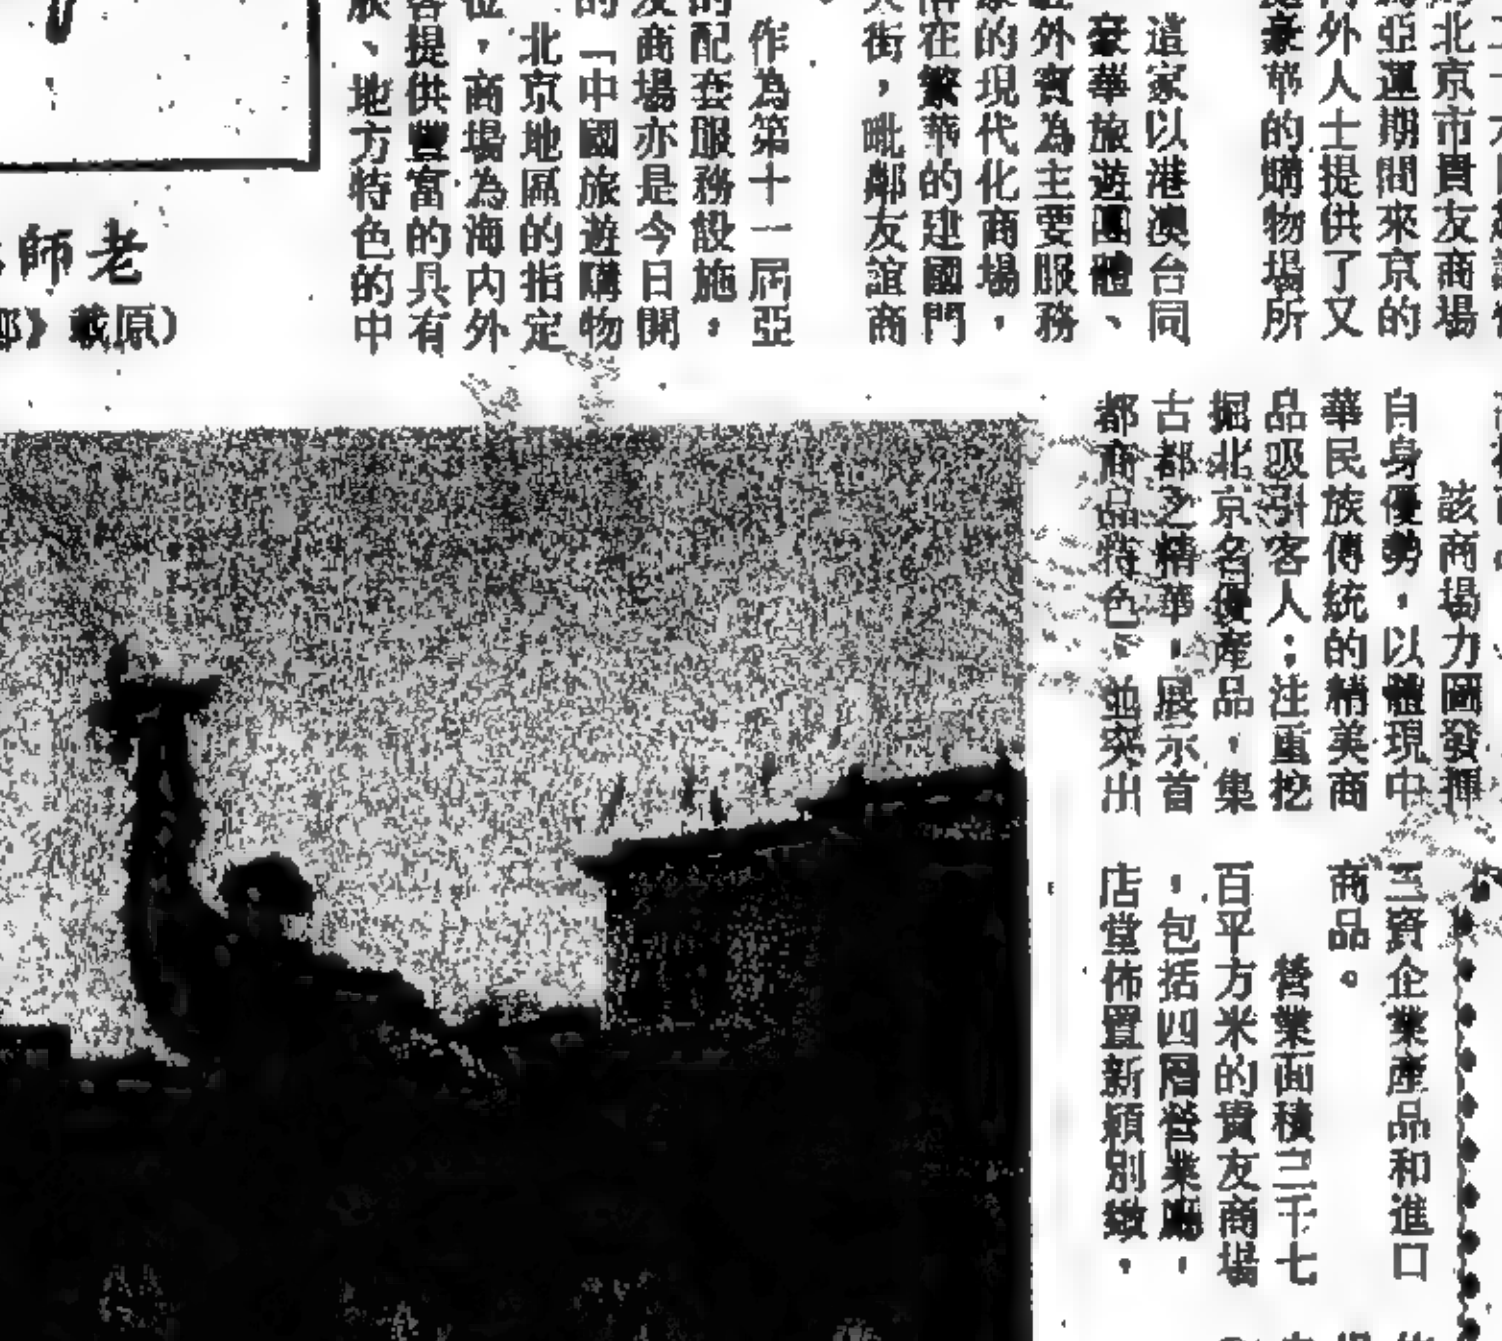 北京市貴友商場
亞運期間來京的
外人士提供了又
豪華的購物場所
這家以港澳台同
豪華旅遊團體、
外賓為主要服務
的現代化商場,
在繁華的建國門
街,毗鄰友誼商
作為第十一屆亞
的配套服務設施,
友商場亦是今日開
的「中國旅遊購物
北京地區的指定
位,商場為海內外
客提供豐富的具有
族、地方特色的中
老師
原載
該商場力圖發揮
自身優勢,以體現中
華民族傳統的精美商
品吸引客人;注重挖
掘北京名優產品,集
古都之精華,展示首
都商品特色,並突出
三資企業產品和進口
商品。
營業面積三千七
百平方米的貴友商場
,包括四層營業廳,
店堂佈置新穎別緻,